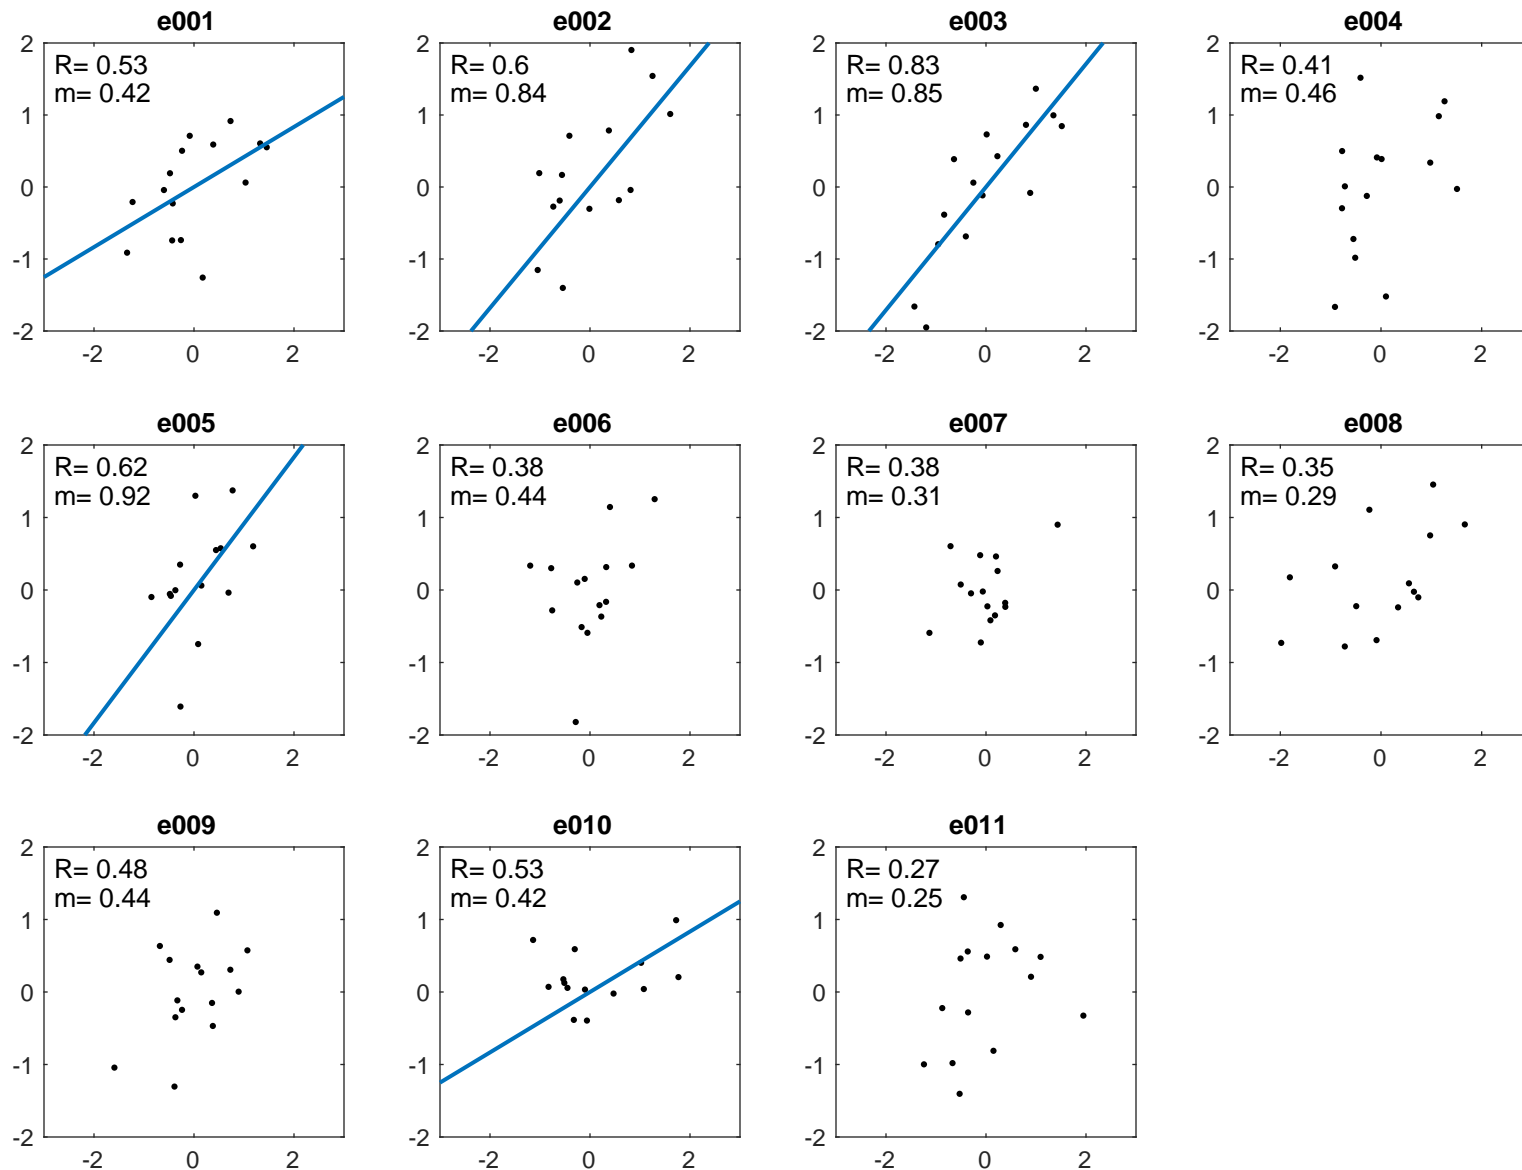 e001
R= 0.53
m= 0.42
2
1
0
-1
-2
-2 0 2
e002
R= 0.6
m= 0.84
2
1
0
-1
-2
-2 0 2
e003
R= 0.83
m= 0.85
2
1
0
-1
-2
-2 0 2
e004
R= 0.41
m= 0.46
2
1
0
-1
-2
-2 0 2
e005
R= 0.62
m= 0.92
2
1
0
-1
-2
-2 0 2
e006
R= 0.38
m= 0.44
2
1
0
-1
-2
-2 0 2
e007
R= 0.38
m= 0.31
2
1
0
-1
-2
-2 0 2
e008
R= 0.35
m= 0.29
2
1
0
-1
-2
-2 0 2
e009
R= 0.48
m= 0.44
2
1
0
-1
-2
-2 0 2
e010
R= 0.53
m= 0.42
2
1
0
-1
-2
-2 0 2
e011
R= 0.27
m= 0.25
2
1
0
-1
-2
-2 0 2